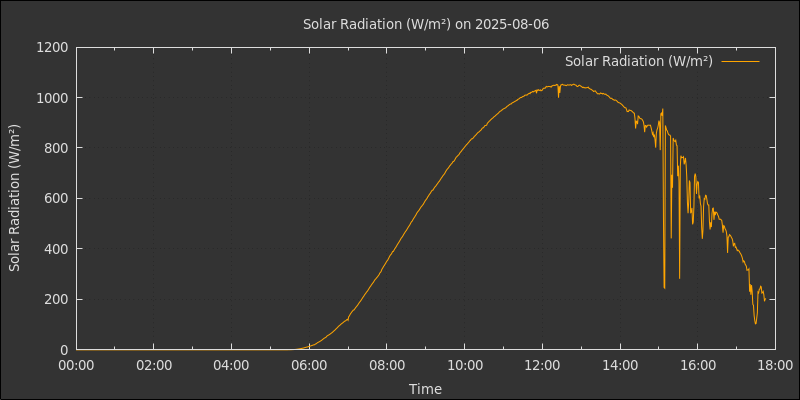 Solar Radiation (W/m²) on 2025-08-06
Solar Radiation (W/m²)
Solar Radiation (W/m²)
1200
1000
800
600
400
200
0
00:00 02:00 04:00 06:00 08:00 10:00 12:00 14:00 16:00 18:00
Time